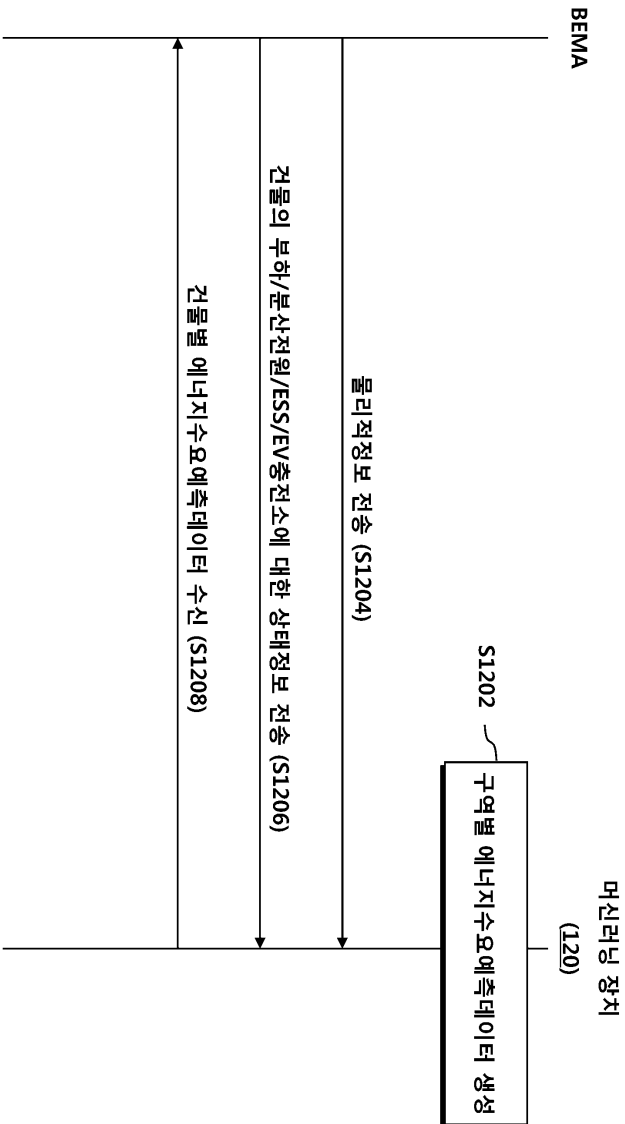 BEMA
머신러닝 장치
(120)
S1202
구역별 에너지수요예측데이터 생성
물리적정보 전송 (S1204)
건물의 부하/분산전원/ESS/EV충전소에 대한 상태정보 전송 (S1206)
건물별 에너지수요예측데이터 수신 (S1208)